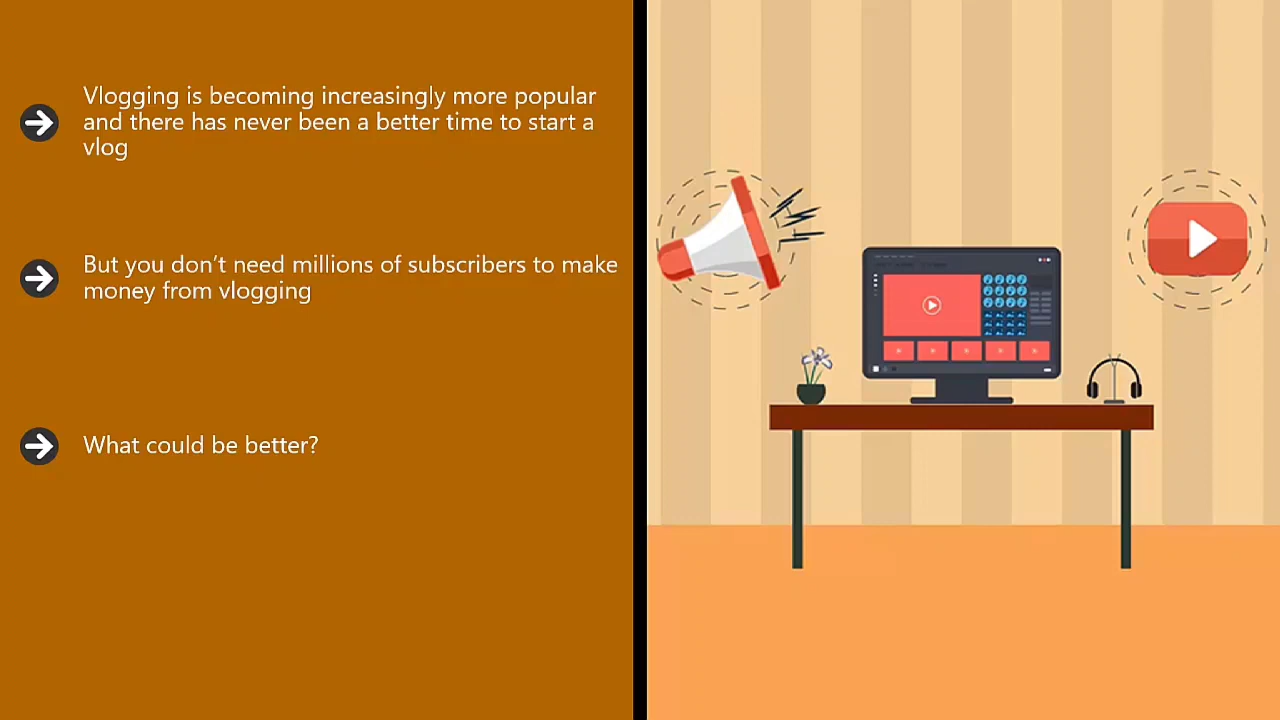 Vlogging is becoming increasingly more popular
and there has never been a better time to start a
vlog
But you don’t need millions of subscribers to make
money from vlogging
What could be better?